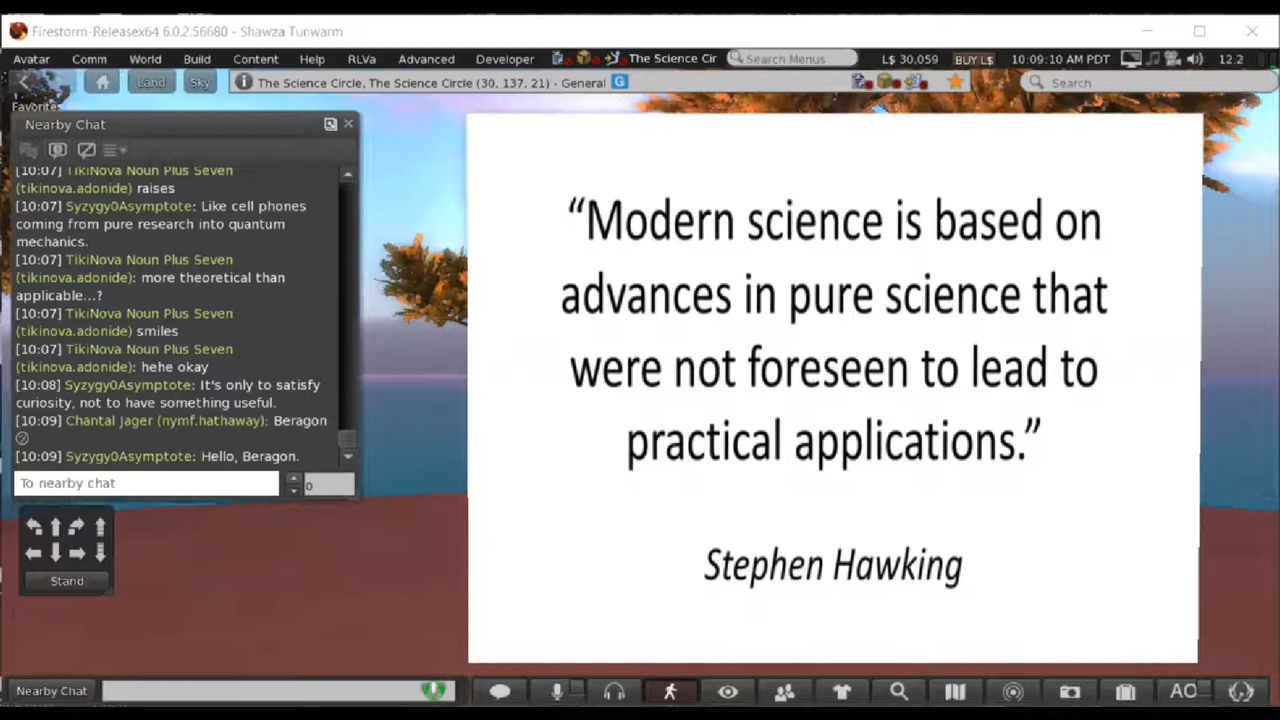 Firestorm-Releasex64 6.0.2.56680 - Shawza Tunwarm
Avatar Comm World Build Content Help RLVa Advanced Developer The Science Cir Search Menus L$ 30.059 BUY L$ 10:09:10 AM PDT 12.2
Land Sky The Science Circle, The Science Circle (30, 137, 21) - General G Search
Favorites
Nearby Chat
[10:07] TikiNova Noun Plus Seven
(tikinova.adonide) raises
[10:07] Syzygy0Asymptote: Like cell phones
coming from pure research into quantum
mechanics.
[10:07] TikiNova Noun Plus Seven
(tikinova.adonide): more theoretical than
applicable...?
[10:07] TikiNova Noun Plus Seven
(tikinova.adonide) smiles
[10:07] TikiNova Noun Plus Seven
(tikinova.adonide): hehe okay
[10:08] Syzygy0Asymptote: It's only to satisfy
curiosity, not to have something useful.
[10:09] Chantal Jager (nymf.hathaway): Beragon
[10:09] Syzygy0Asymptote: Hello, Beragon.
To nearby chat 0
Stand
“Modern science is based on
advances in pure science that
were not foreseen to lead to
practical applications.”
Stephen Hawking
Nearby Chat AO